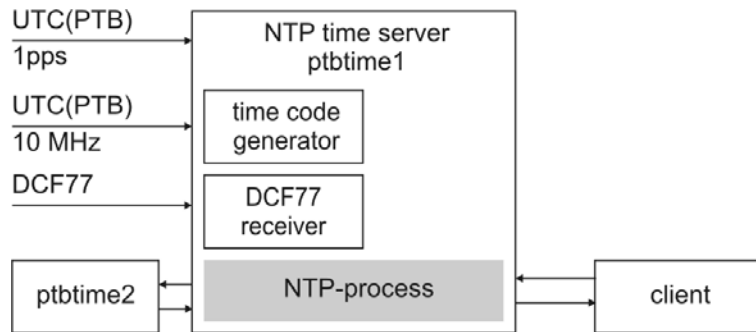 UTC(PTB)
1pps
NTP time server
ptbtime1
UTC(PTB)
10 MHz
time code
generator
DCF77
DCF77
receiver
ptbtime2
NTP-process
client